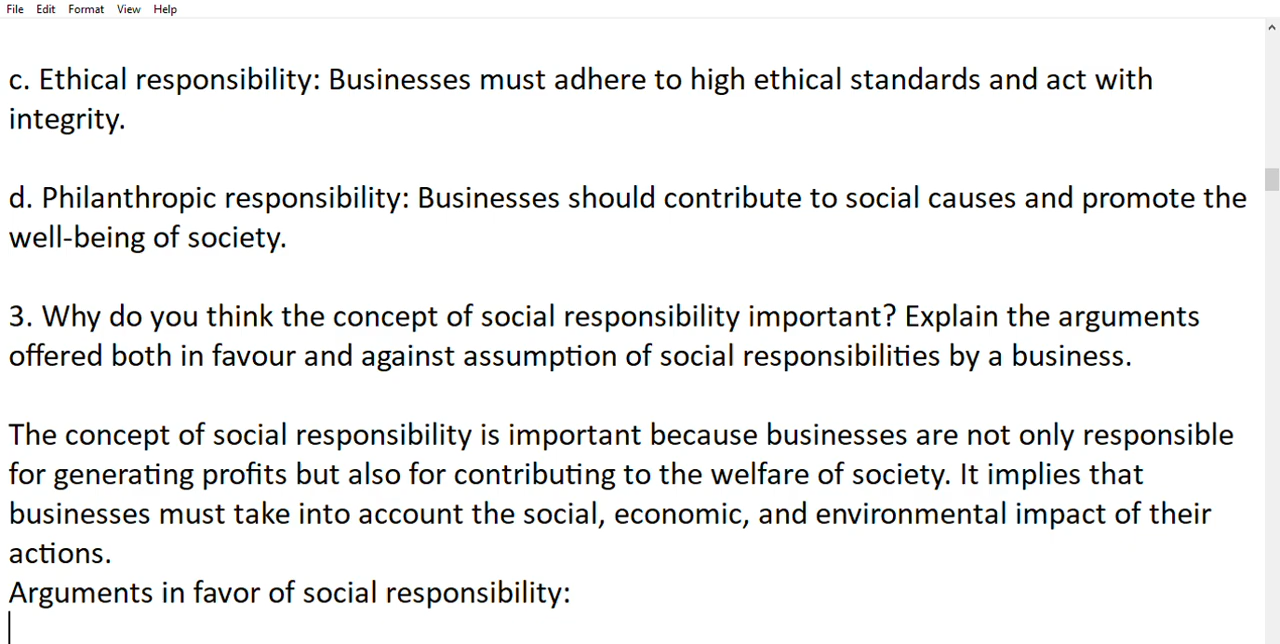 File Edit Format View Help
c. Ethical responsibility: Businesses must adhere to high ethical standards and act with
integrity.
d. Philanthropic responsibility: Businesses should contribute to social causes and promote the
well-being of society.
3. Why do you think the concept of social responsibility important? Explain the arguments
offered both in favour and against assumption of social responsibilities by a business.
The concept of social responsibility is important because businesses are not only responsible
for generating profits but also for contributing to the welfare of society. It implies that
businesses must take into account the social, economic, and environmental impact of their
actions.
Arguments in favor of social responsibility: